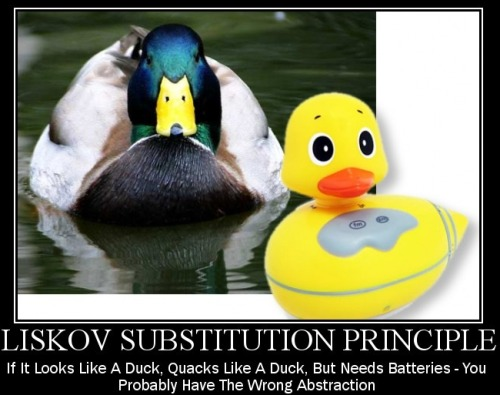 LISKOV SUBSTITUTION PRINCIPLE
If It Looks Like A Duck, Quacks Like A Duck, But Needs Batteries - You
Probably Have The Wrong Abstraction